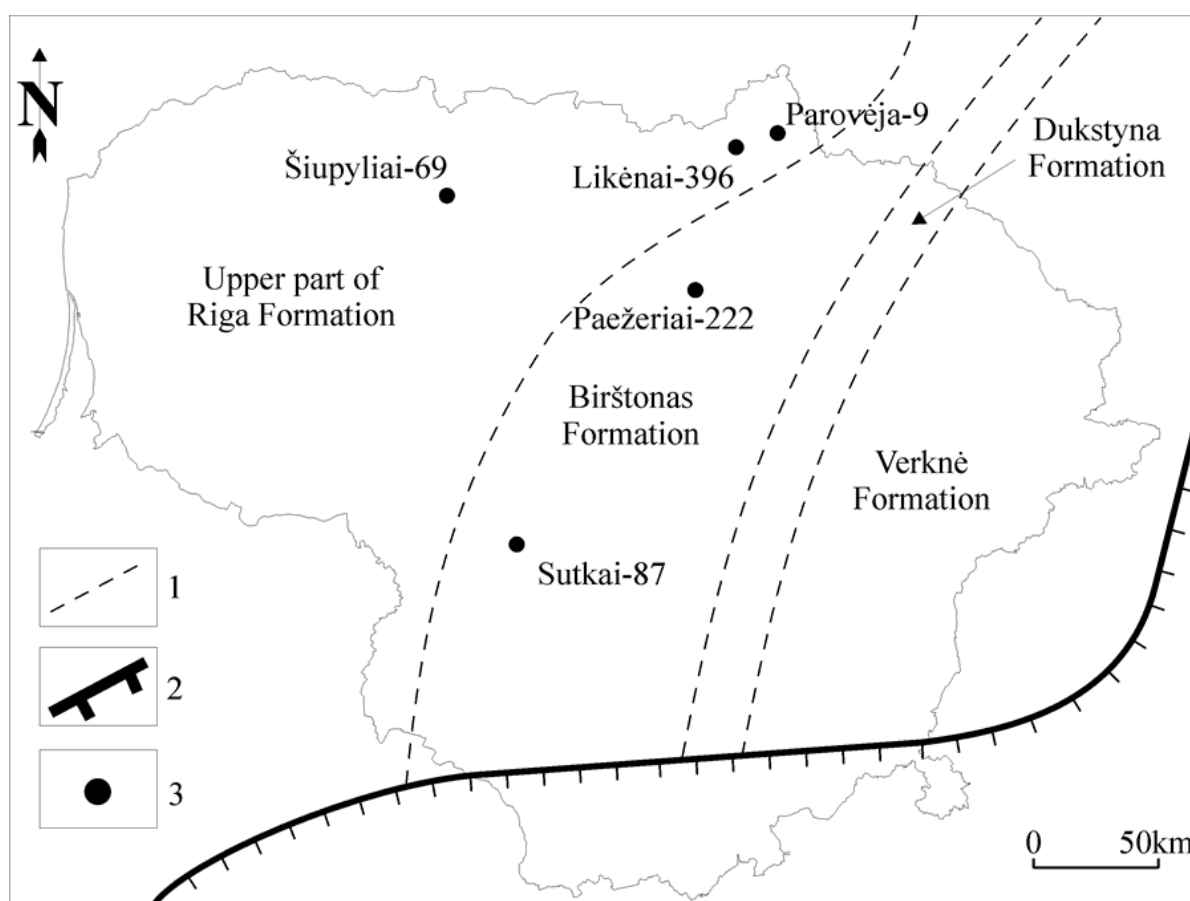 N
Parovėja-9
Dukstyna
Formation
Šiupyliai-69
Likėnai-396
Upper part of
Riga Formation
Paežeriai-222
Birštonas
Formation
Verknė
Formation
Sutkai-87
1
2
3
0 50km